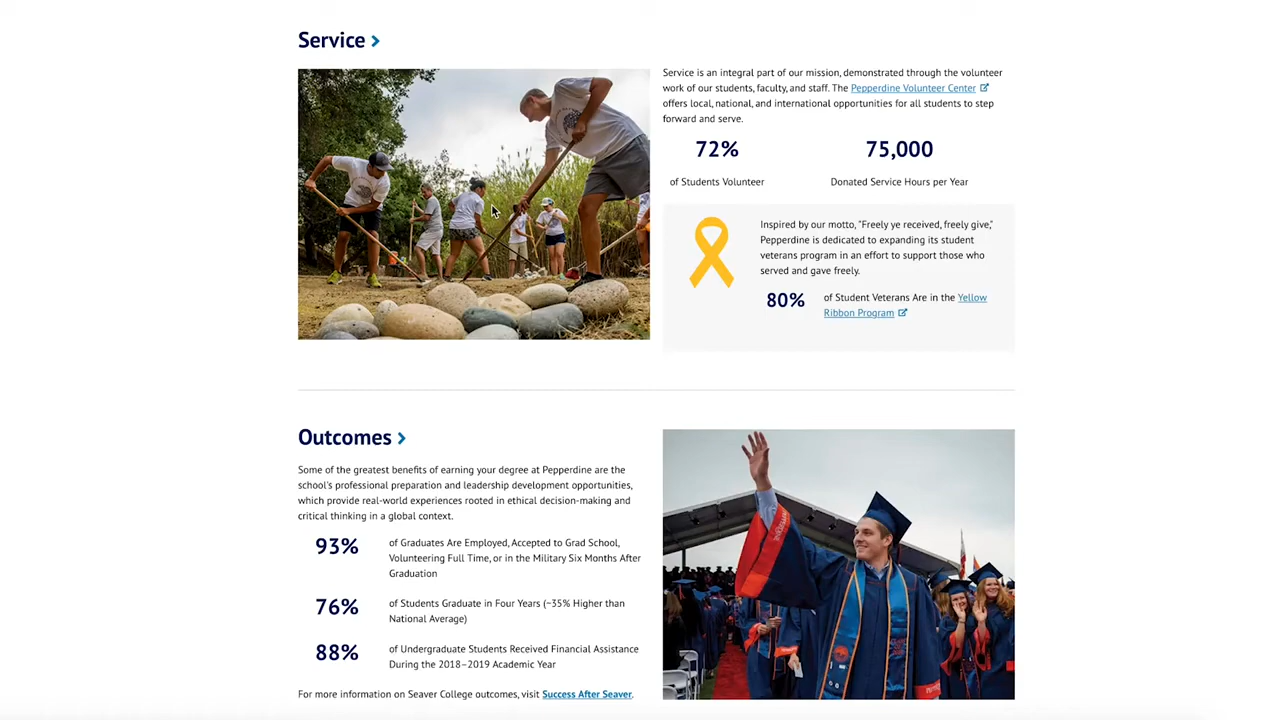 Service
Service is an integral part of our mission, demonstrated through the volunteer
work of our students, faculty, and staff. The Pepperdine Volunteer Center
offers local, national, and international opportunities for all students to step
forward and serve.
72%
of Students Volunteer
75,000
Donated Service Hours per Year
Inspired by our motto, "Freely ye received, freely give,"
Pepperdine is dedicated to expanding its student
veterans program in an effort to support those who
served and gave freely.
80%
of Student Veterans Are in the Yellow
Ribbon Program
Outcomes
Some of the greatest benefits of earning your degree at Pepperdine are the
school's professional preparation and leadership development opportunities,
which provide real-world experiences rooted in ethical decision-making and
critical thinking in a global context.
93%
of Graduates Are Employed, Accepted to Grad School,
Volunteering Full Time, or in the Military Six Months After
Graduation
76%
of Students Graduate in Four Years (~35% Higher than
National Average)
88%
of Undergraduate Students Received Financial Assistance
During the 2018–2019 Academic Year
For more information on Seaver College outcomes, visit Success After Seaver.